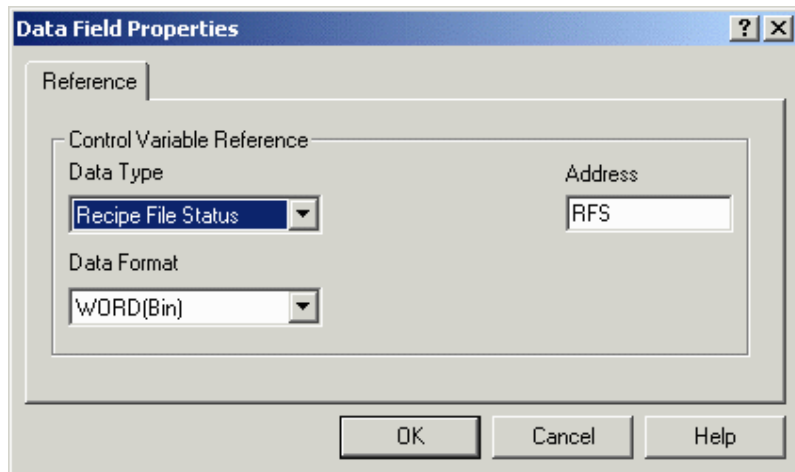 Data Field Properties
Reference
Control Variable Reference
Data Type
Address
Recipe File Status
RFS
Data Format
WORD(Bin)
OK
Cancel
Help